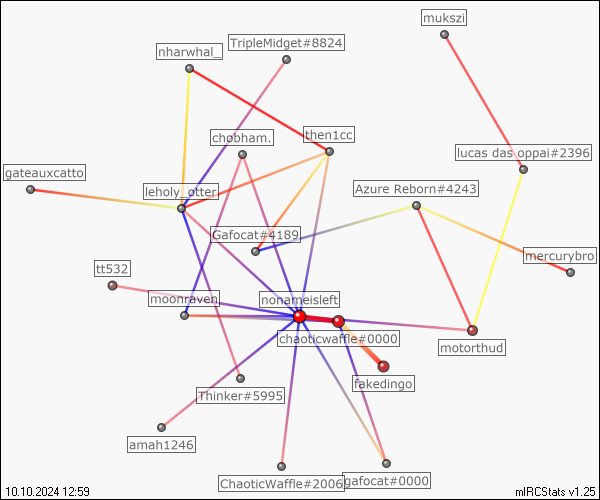 mukszi
TripleMidget#8824
nharwhal_
then1cc
chobham.
lucas das oppai#2396
gateauxcatto
leholy_otter
Azure Reborn#4243
Gafocat#4189
mercurybro
tt532
moonraven
nonameisleft
chaoticwaffle#0000
motorthud
fakedingo
Thinker#5995
amah1246
ChaoticWaffle#2006
gafocat#0000
10.10.2024 12:59
mIRCStats v1.25